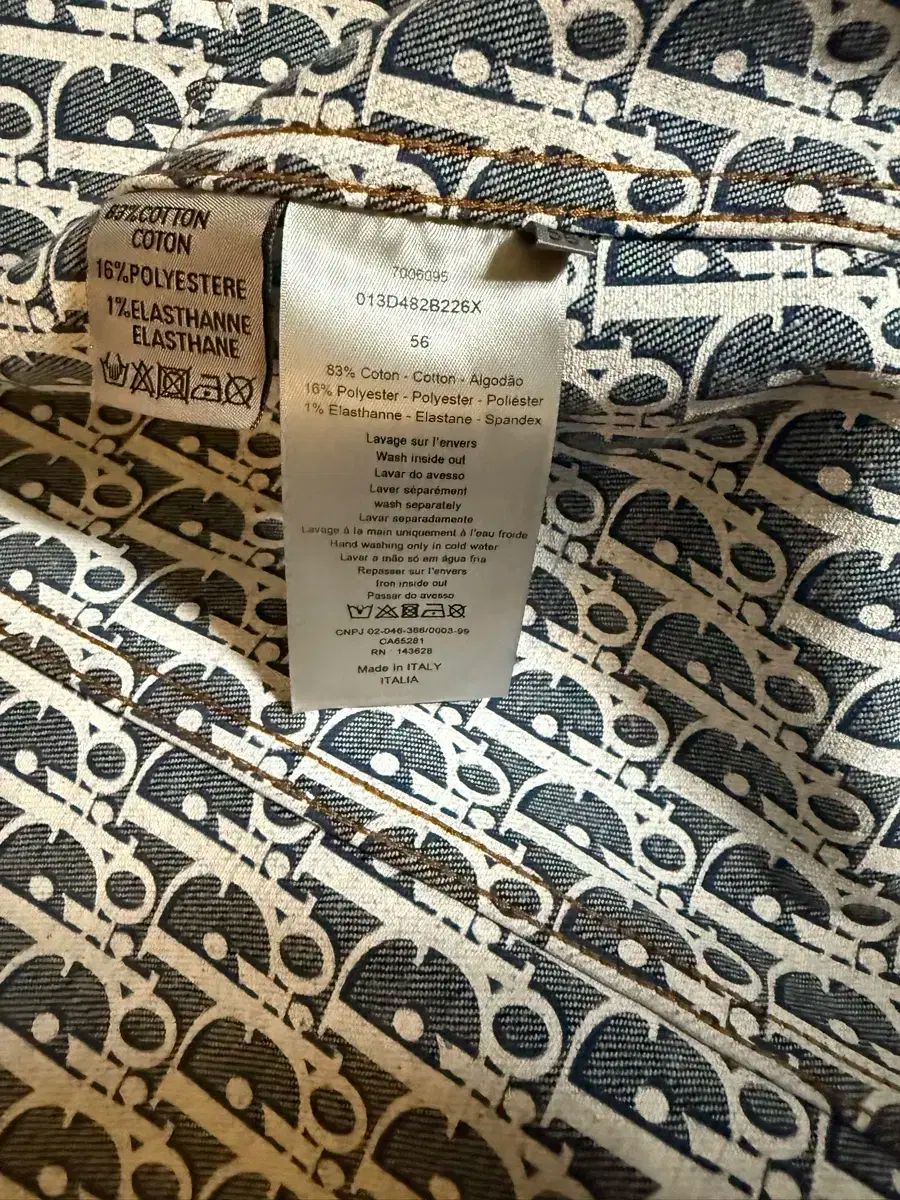 83%COTTON
COTON
16%POLYESTERE
1%ELASTHANNE
ELASTHANE
7006095
013D482B226X
56
83% Coton - Cotton - Algodão
16% Polyester - Polyester - Poliéster
1% Elasthanne - Elastane - Spandex
Lavage sur l'envers
Wash inside out
Lavar do avesso
Laver séparément
wash separately
Lavar separadamente
Lavage à la main uniquement à l'eau froide
Hand washing only in cold water
Lavar a mão só em água fria
Repasser sur l'envers
Iron inside out
Passar do avesso
CNPJ 02-046-386/0003-99
CA65281
RN : 143628
Made in ITALY
ITALIA
Dior